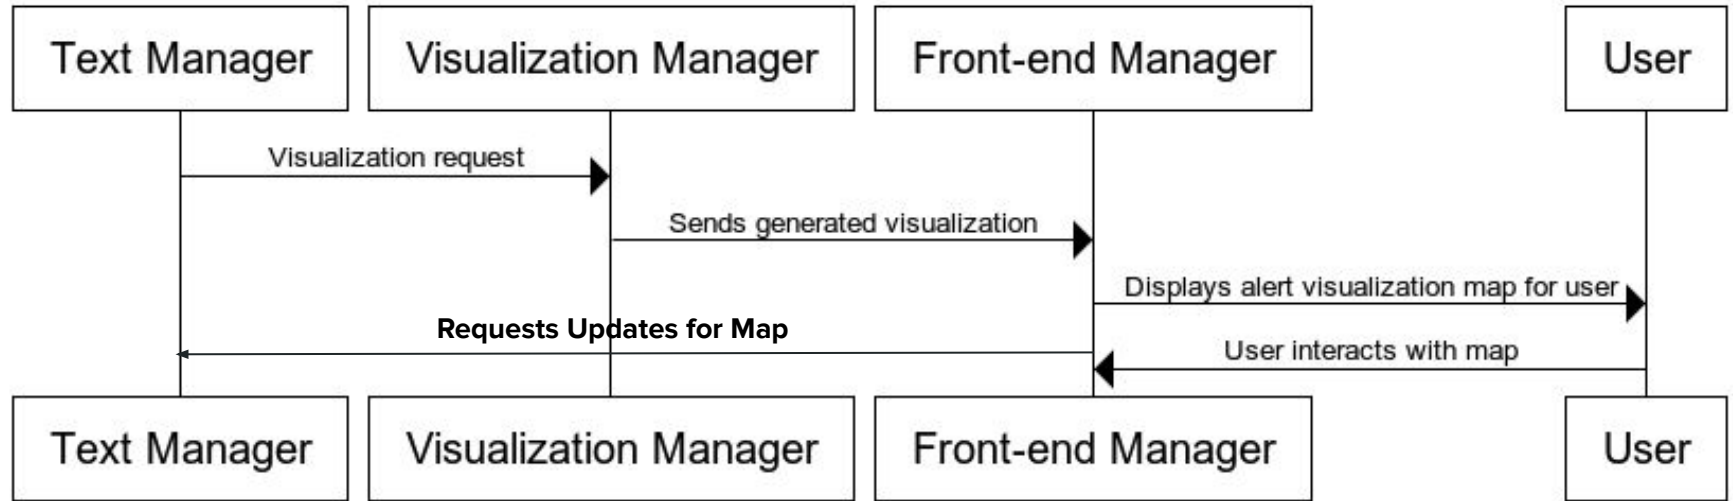 Text Manager
Visualization Manager
Front-end Manager
User
Visualization request
Sends generated visualization
Displays alert visualization map for user
Requests Updates for Map
User interacts with map
Text Manager
Visualization Manager
Front-end Manager
User